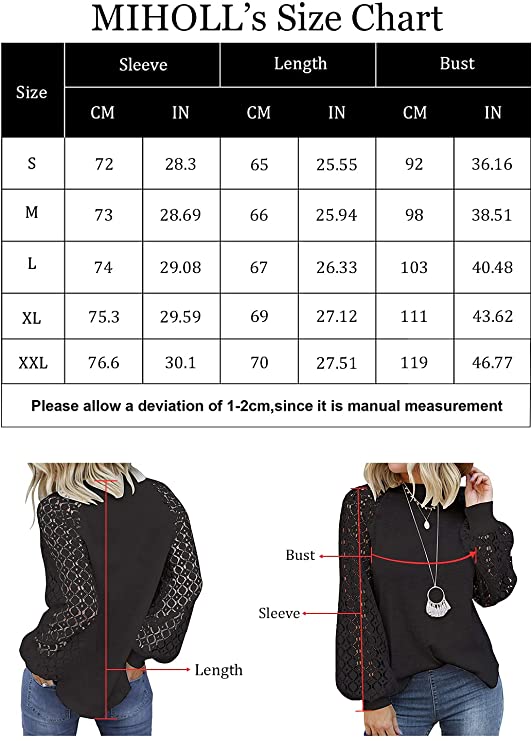 MIHOLL's Size Chart
Size Sleeve Length Bust
CM IN CM IN CM IN
S 72 28.3 65 25.55 92 36.16
M 73 28.69 66 25.94 98 38.51
L 74 29.08 67 26.33 103 40.48
XL 75.3 29.59 69 27.12 111 43.62
XXL 76.6 30.1 70 27.51 119 46.77
Please allow a deviation of 1-2cm,since it is manual measurement
Bust
Sleeve
Length